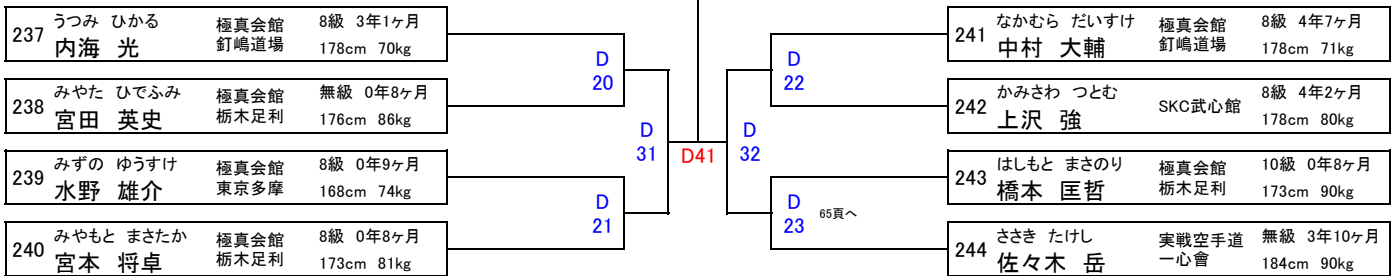 237
うつみ ひかる
内海 光
極真会館
釘嶋道場
8級 3年1ヶ月
178cm 70kg
238
みやた ひでふみ
宮田 英史
極真会館
栃木足利
無級 0年8ヶ月
176cm 86kg
239
みずの ゆうすけ
水野 雄介
極真会館
東京多摩
8級 0年9ヶ月
168cm 74kg
240
みやもと まさたか
宮本 将卓
極真会館
栃木足利
8級 0年8ヶ月
173cm 81kg
D
20
D
21
D
31
D41
D
32
D
22
D
23
65頁へ
241
なかむら だいすけ
中村 大輔
極真会館
釘嶋道場
8級 4年7ヶ月
178cm 71kg
242
かみさわ つとむ
上沢 強
SKC武心館
8級 4年2ヶ月
178cm 80kg
243
はしもと まさのり
橋本 匡哲
極真会館
栃木足利
10級 0年8ヶ月
173cm 90kg
244
ささき たけし
佐々木 岳
実戦空手道
一心會
無級 3年10ヶ月
184cm 90kg